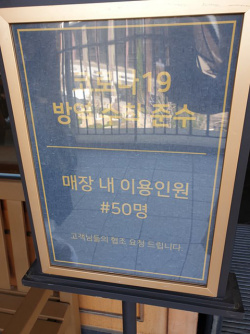 코로나19
방역수칙 준수
매장 내 이용인원
#50명
고객님들의 협조 요청 드립니다.